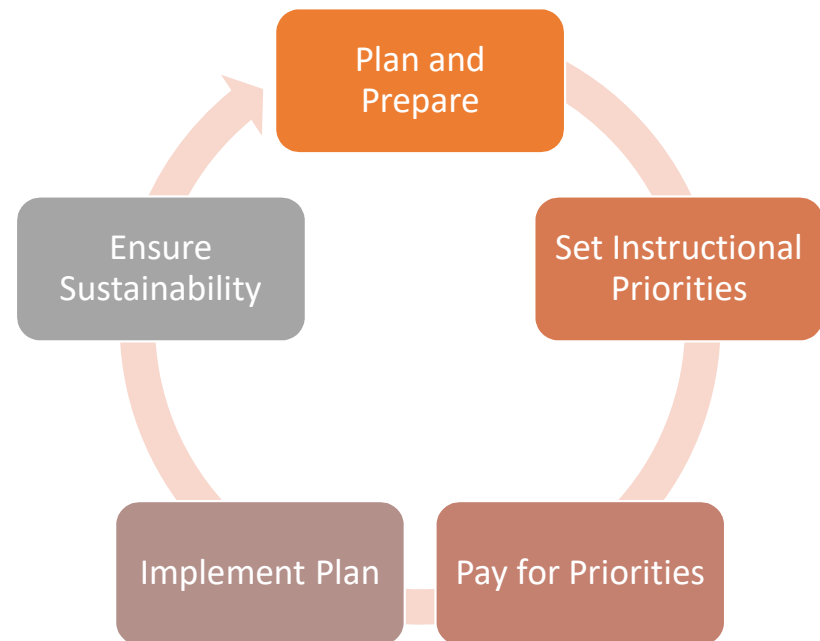 Plan and
Prepare
Set Instructional
Priorities
Pay for Priorities
Implement Plan
Ensure
Sustainability